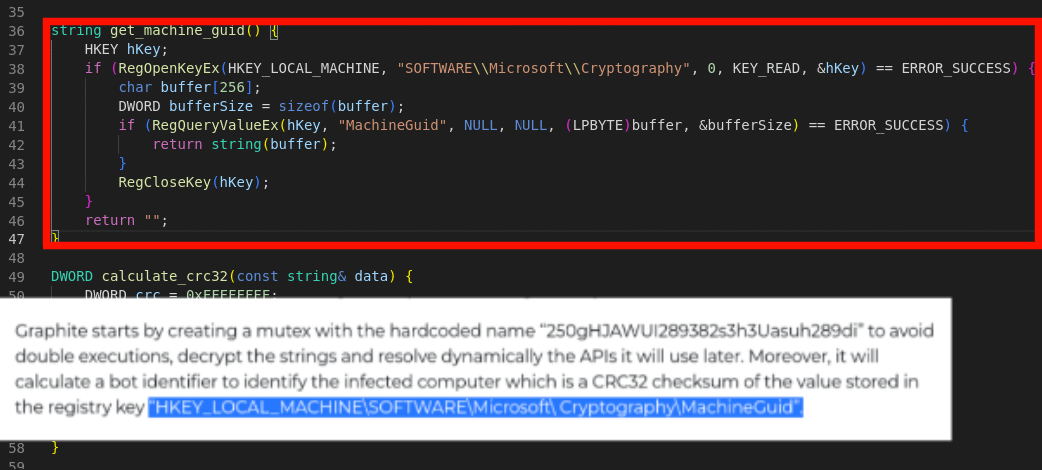 35
36 string get_machine_guid() {
37 HKEY hKey;
38 if (RegOpenKeyEx(HKEY_LOCAL_MACHINE, "SOFTWARE\\Microsoft\\Cryptography", 0, KEY_READ, &hKey) == ERROR_SUCCESS) {
39 char buffer[256];
40 DWORD bufferSize = sizeof(buffer);
41 if (RegQueryValueEx(hKey, "MachineGuid", NULL, NULL, (LPBYTE)buffer, &bufferSize) == ERROR_SUCCESS) {
42 return string(buffer);
43 }
44 RegCloseKey(hKey);
45 }
46 return "";
47 }
48
49 DWORD calculate_crc32(const string& data) {
50 DWORD crc = 0xFFFFFFFF;
Graphite starts by creating a mutex with the hardcoded name “250gHJAWUI289382s3h3Uasuh289di” to avoid
double executions, decrypt the strings and resolve dynamically the APIs it will use later. Moreover, it will
calculate a bot identifier to identify the infected computer which is a CRC32 checksum of the value stored in
the registry key “HKEY_LOCAL_MACHINE\SOFTWARE\Microsoft\ Cryptography\MachineGuid”.
58 }
59